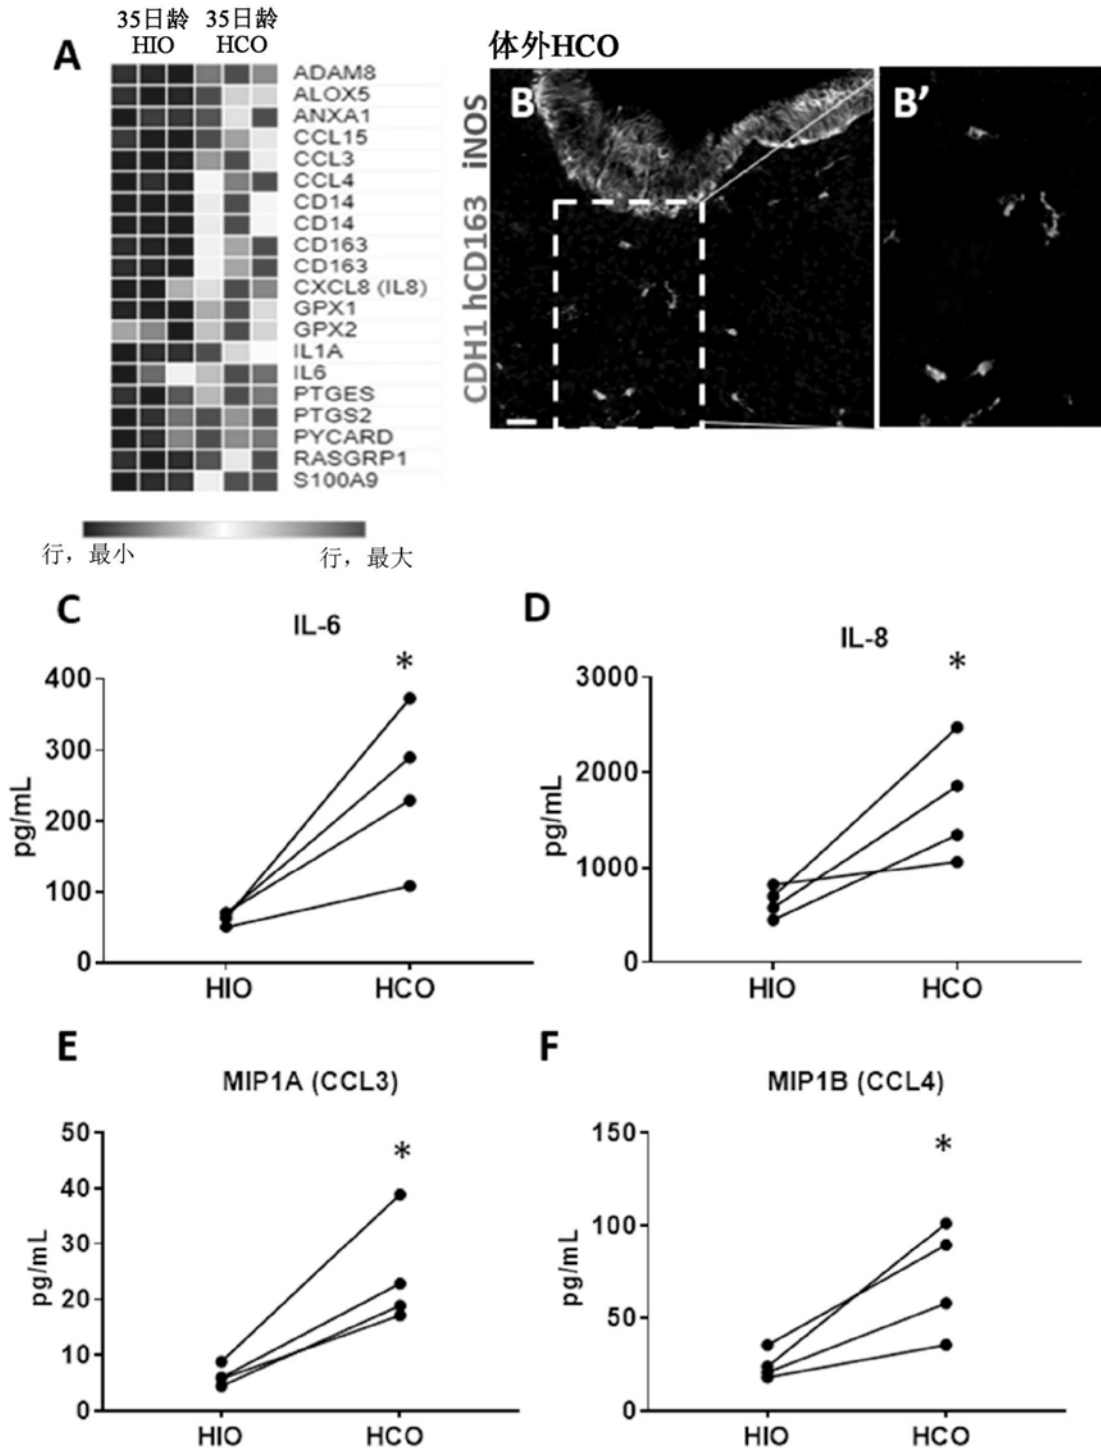 35日龄 35日龄
HIO HCO
A
ADAM8
ALOX5
ANXA1
CCL15
CCL3
CCL4
CD14
CD14
CD163
CD163
CXCL8 (IL8)
GPX1
GPX2
IL1A
IL6
PTGES
PTGS2
PYCARD
RASGRP1
S100A9
行，最小 行，最大
体外HCO
B
B’
CDH1 hCD163 iNOS
C
IL-6
*
400
300
200
100
0
pg/mL
HIO HCO
D
IL-8
*
3000
2000
1000
0
pg/mL
HIO HCO
E
MIP1A (CCL3)
*
50
40
30
20
10
0
pg/mL
HIO HCO
F
MIP1B (CCL4)
*
150
100
50
0
pg/mL
HIO HCO